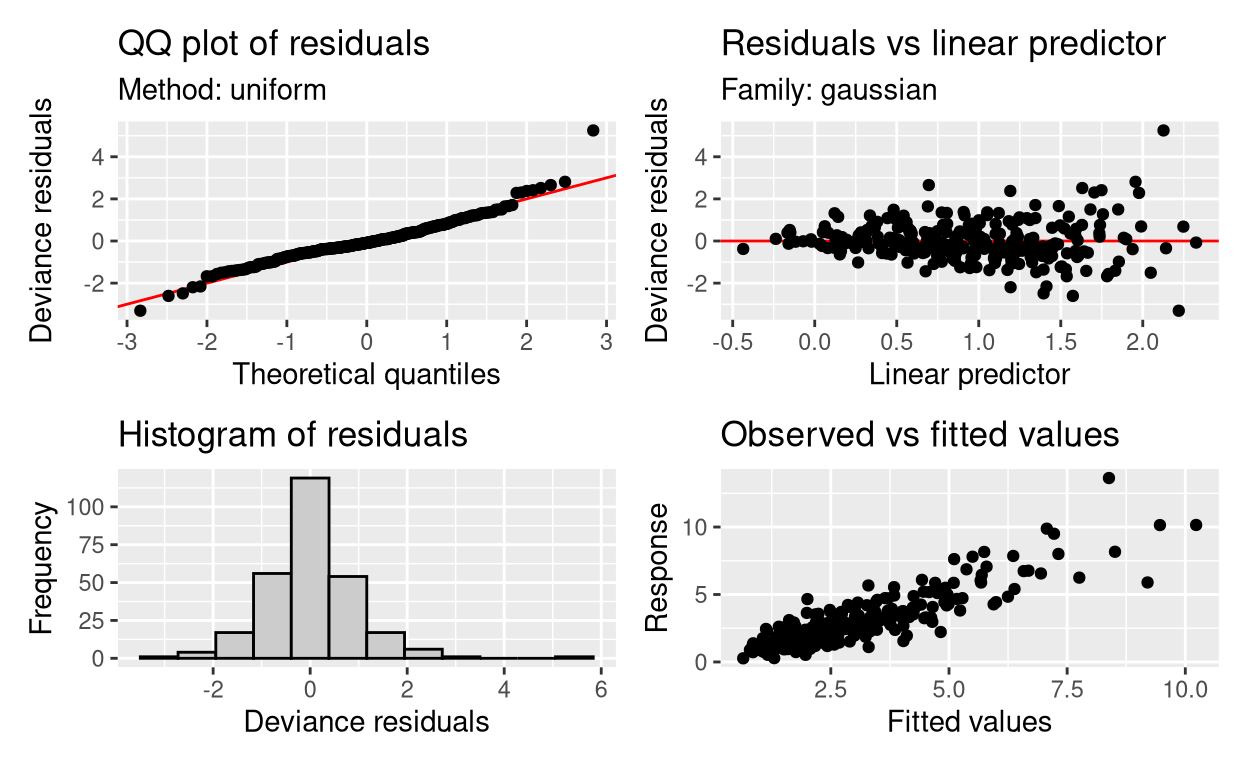 QQ plot of residuals
Method: uniform
Deviance residuals
4
2
0
-2
-3
-2
-1
0
1
2
3
Theoretical quantiles
Residuals vs linear predictor
Family: gaussian
Deviance residuals
4
2
0
-2
-0.5
0.0
0.5
1.0
1.5
2.0
Linear predictor
Histogram of residuals
Frequency
100
75
50
25
0
-2
0
2
4
6
Deviance residuals
Observed vs fitted values
Response
10
5
0
2.5
5.0
7.5
10.0
Fitted values